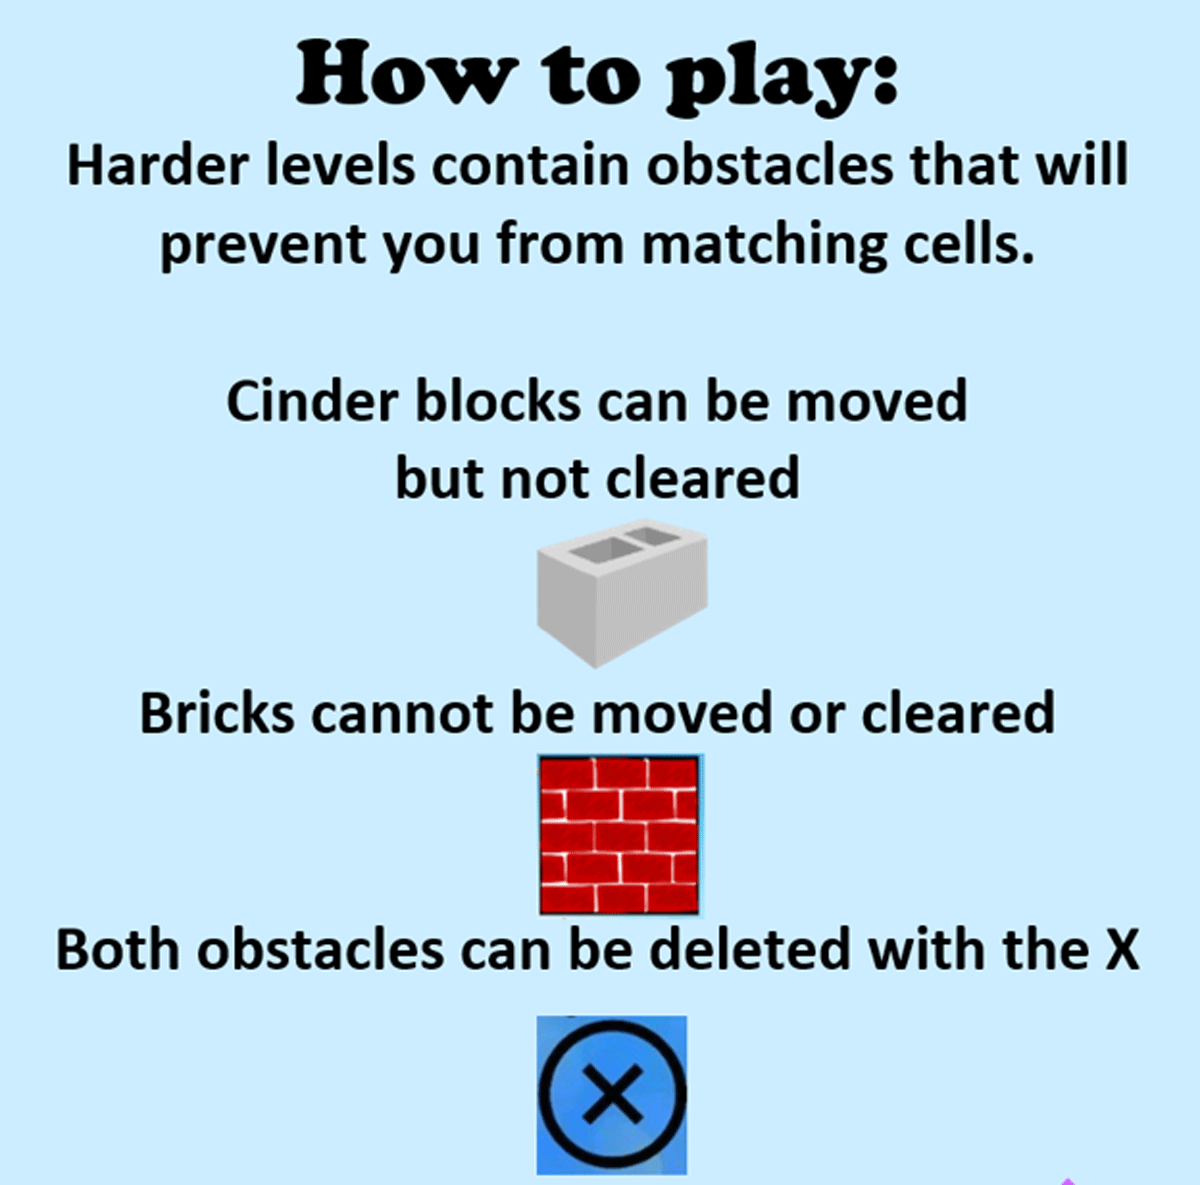 How to play:
Harder levels contain obstacles that will
prevent you from matching cells.
Cinder blocks can be moved
but not cleared
Bricks cannot be moved or cleared
Both obstacles can be deleted with the X